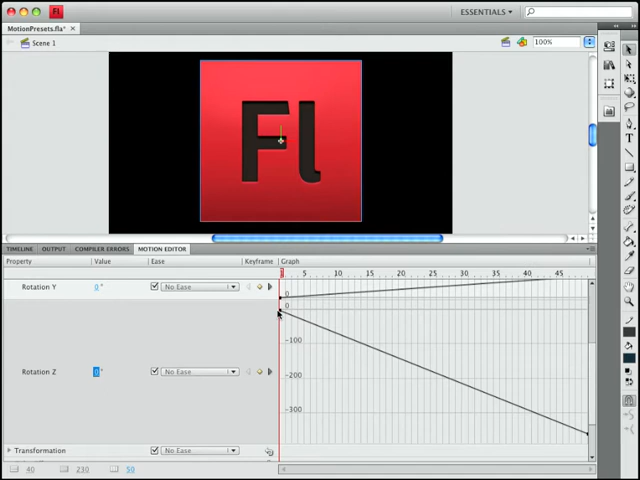 Fl
ESSENTIALS
MotionPresets.fla*
Scene 1
100%
Fl
TIMELINE OUTPUT COMPILER ERRORS MOTION EDITOR
Property Value Ease Keyframe Graph
1 5 10 15 20 25 30 35 40 45
Rotation Y 0° No Ease 0
0
-100
Rotation Z 0° No Ease
-200
-300
Transformation No Ease
40 230 50